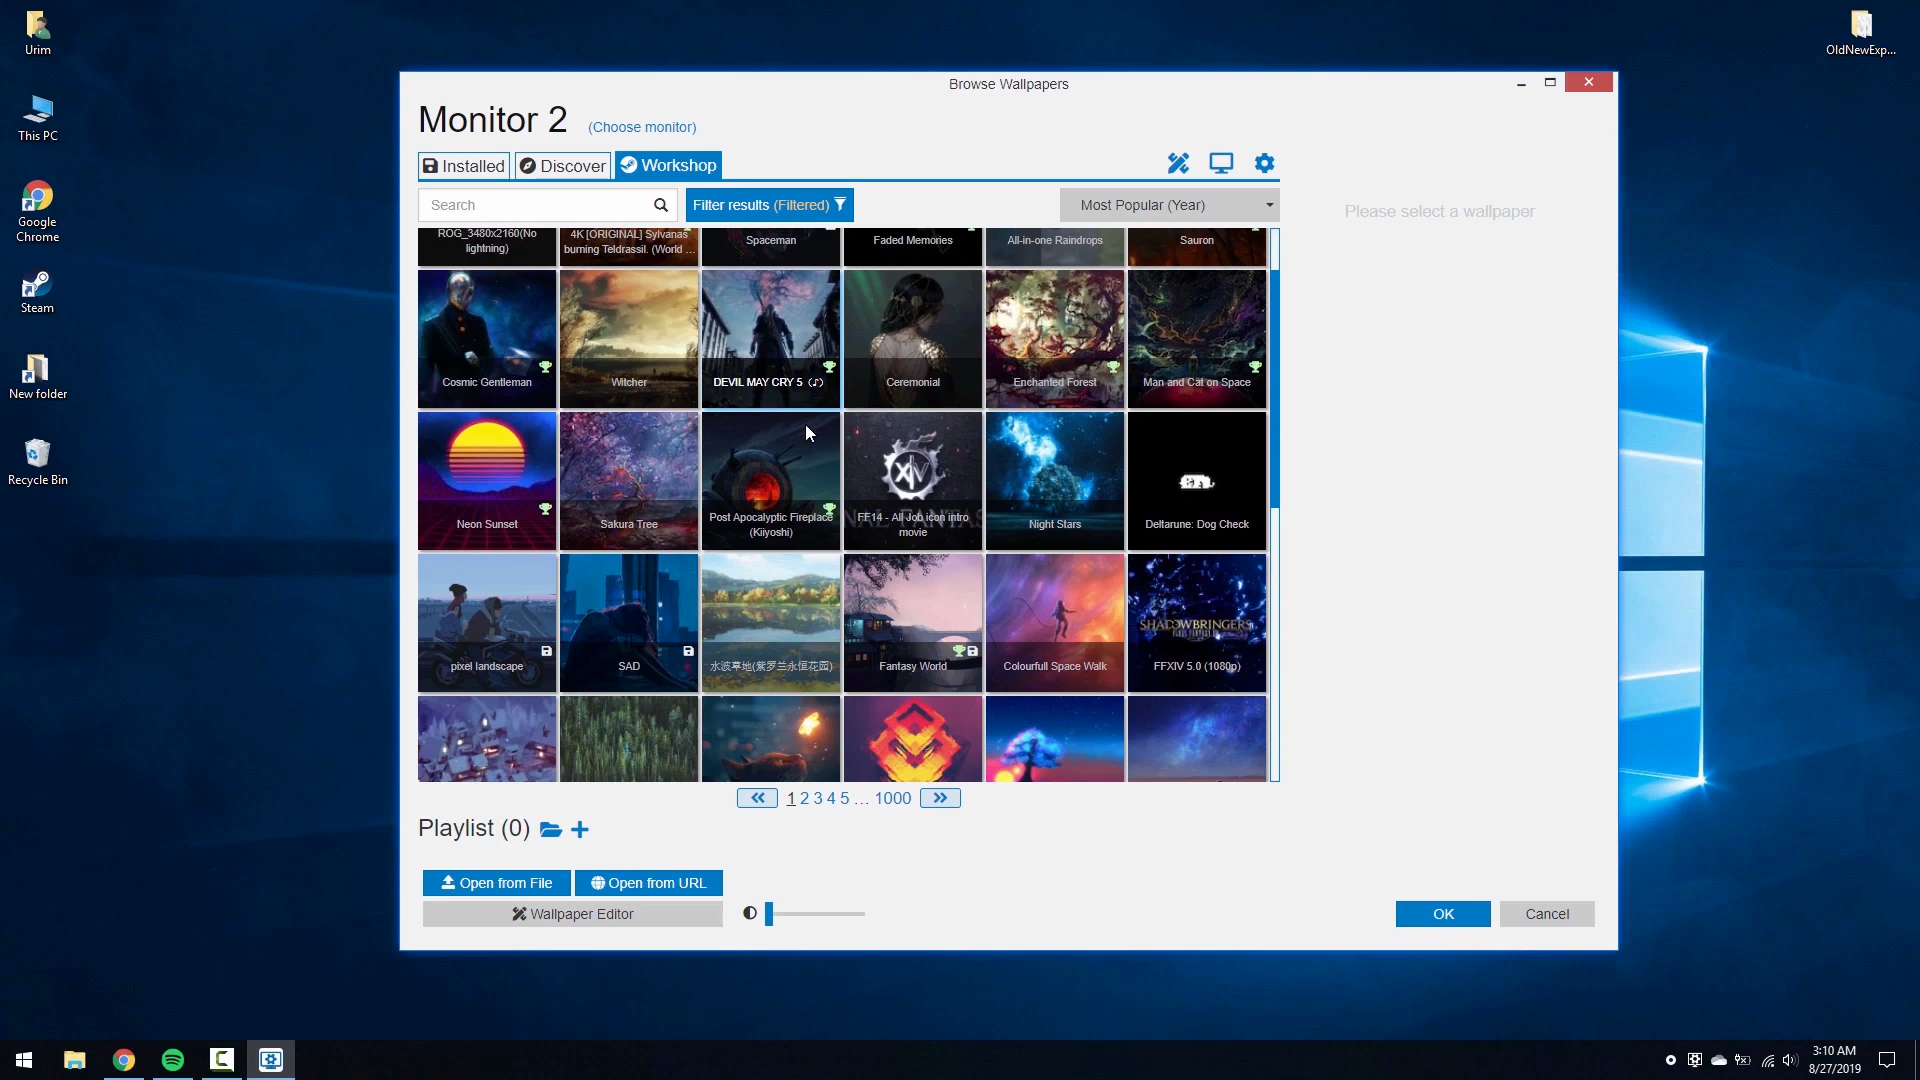 Urim
This PC
Google
Chrome
Steam
New folder
Recycle Bin
OldNewExp...
Browse Wallpapers
Monitor 2 (Choose monitor)
Installed Discover Workshop
Search Filter results (Filtered) Most Popular (Year)
Please select a wallpaper
ROG_3480x2160(No
lightning)
4K [ORIGINAL] Sylvanas
burning Teldrassil. (World ...
Spaceman
Faded Memories
All-in-one Raindrops
Sauron
Cosmic Gentleman
Witcher
DEVIL MAY CRY 5 (♪)
Ceremonial
Enchanted Forest
Man and Cat on Space
Neon Sunset
Sakura Tree
Post Apocalyptic Fireplace
(Kiiyoshi)
XIV
FF14 - All Job icon intro
movie
Night Stars
Deltarune: Dog Check
pixel landscape
SAD
水波草地(紫罗兰永恒花园)
Fantasy World
Colourfull Space Walk
SHADOWBRINGERS
FINAL FANTASY XIV
FFXIV 5.0 (1080p)
1 2 3 4 5 ... 1000
Playlist (0)
Open from File Open from URL
Wallpaper Editor
OK Cancel
3:10 AM
8/27/2019